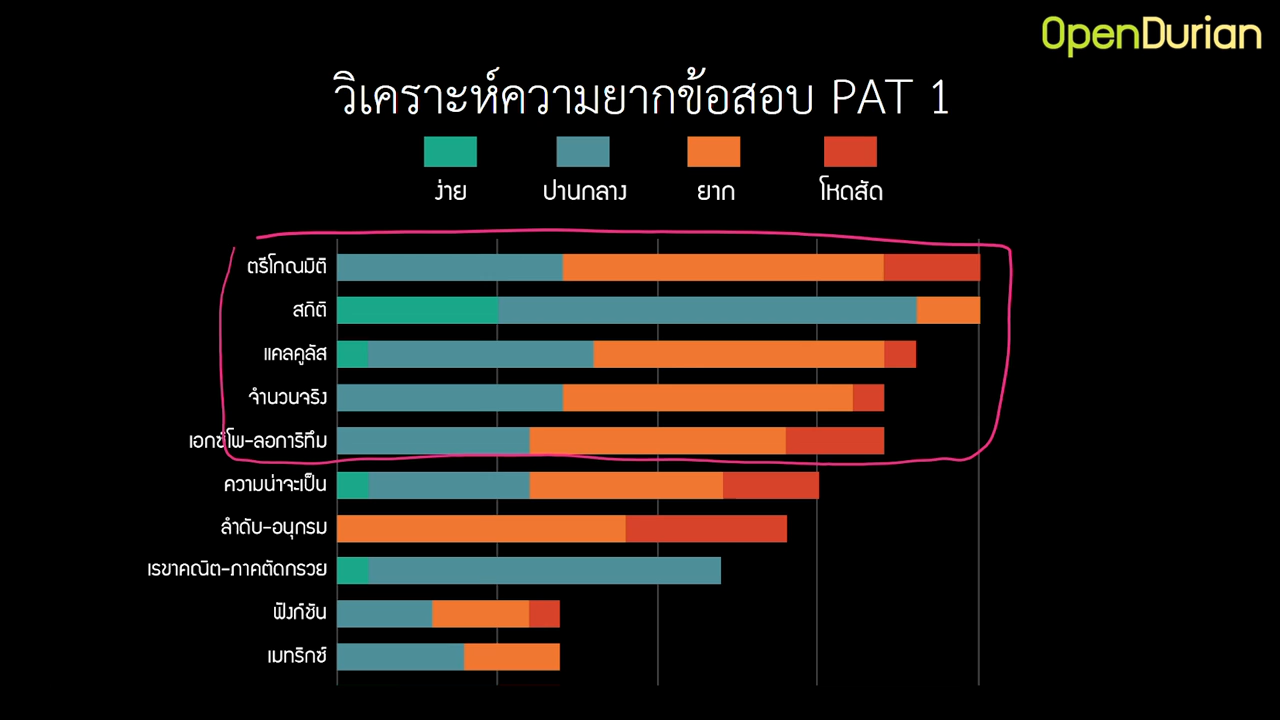 OpenDurian
วิเคราะห์ความยากข้อสอบ PAT 1
ง่าย ปานกลาง ยาก โหดสัด
ตรีโกณมิติ
สถิติ
แคลคูลัส
จำนวนจริง
เอกซ์โพ-ลอการิทึม
ความน่าจะเป็น
ลำดับ-อนุกรม
เรขาคณิต-ภาคตัดกรวย
ฟังก์ชัน
เมทริกซ์